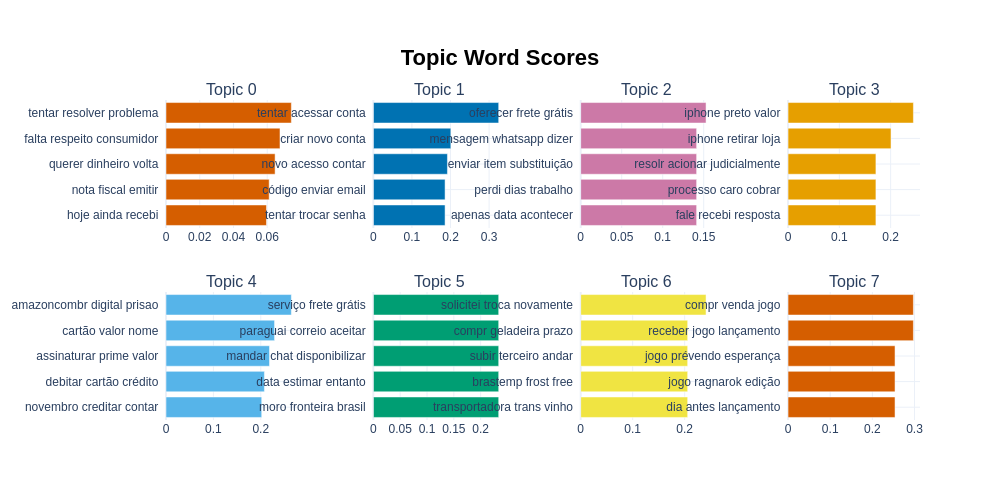 Topic Word Scores
Topic 0
tentar resolver problema
falta respeito consumidor
querer dinheiro volta
nota fiscal emitir
hoje ainda recebi
0 0.02 0.04 0.06
Topic 1
tentar acessar conta
criar novo conta
novo acesso contar
código enviar email
tentar trocar senha
0 0.1 0.2 0.3
Topic 2
oferecer frete grátis
mensagem whatsapp dizer
enviar item substituição
perdi dias trabalho
apenas data acontecer
0 0.05 0.1 0.15
Topic 3
iphone preto valor
iphone retirar loja
resolr acionar judicialmente
processo caro cobrar
fale recebi resposta
0 0.1 0.2
Topic 4
amazoncombr digital prisao
cartão valor nome
assinaturar prime valor
debitar cartão crédito
novembro creditar contar
0 0.1 0.2
Topic 5
serviço frete grátis
paraguai correio aceitar
mandar chat disponibilizar
data estimar entanto
moro fronteira brasil
0 0.05 0.1 0.15 0.2
Topic 6
solicitei troca novamente
compr geladeira prazo
subir terceiro andar
brastemp frost free
transportadora trans vinho
0 0.1 0.2
Topic 7
compr venda jogo
receber jogo lançamento
jogo prévendo esperança
jogo ragnarok edição
dia antes lançamento
0 0.1 0.2 0.3